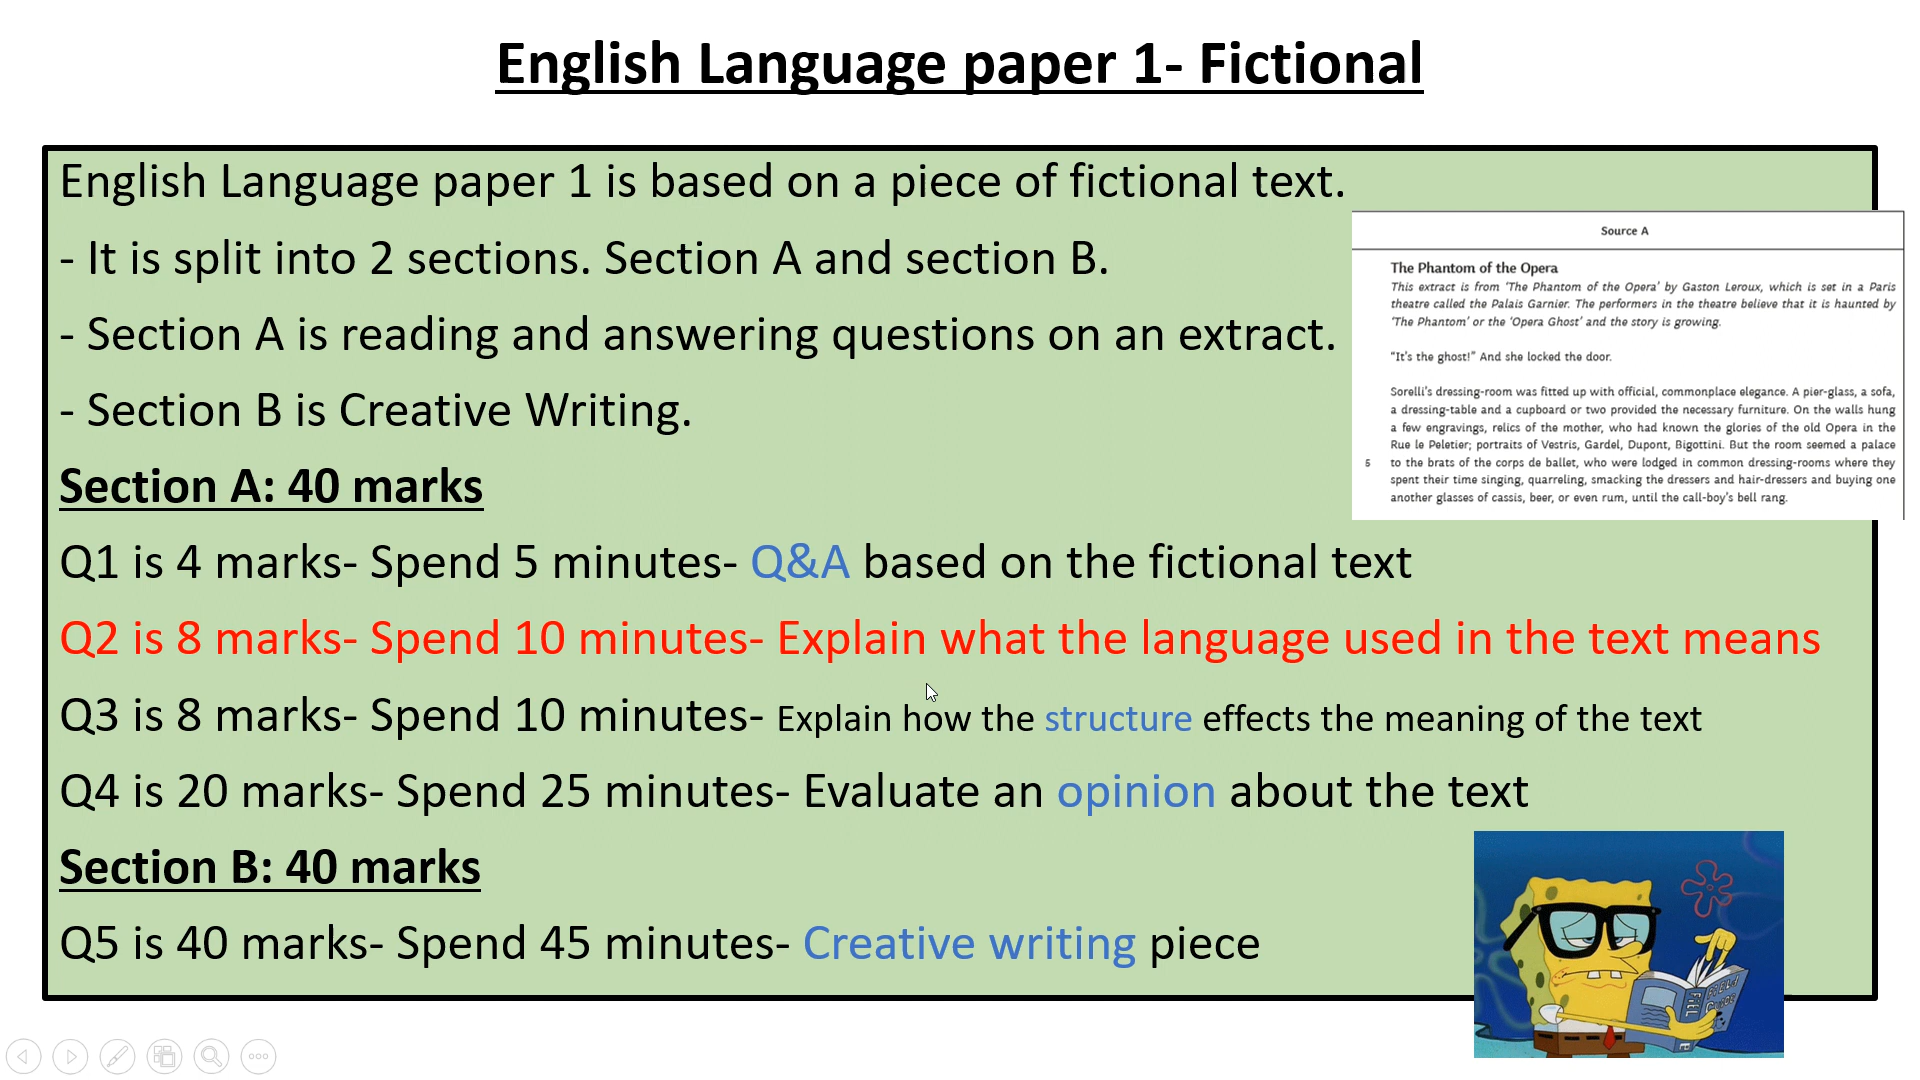 English Language paper 1- Fictional
English Language paper 1 is based on a piece of fictional text.
- It is split into 2 sections. Section A and section B.
- Section A is reading and answering questions on an extract.
- Section B is Creative Writing.
Section A: 40 marks
Q1 is 4 marks- Spend 5 minutes- Q&A based on the fictional text
Q2 is 8 marks- Spend 10 minutes- Explain what the language used in the text means
Q3 is 8 marks- Spend 10 minutes- Explain how the structure effects the meaning of the text
Q4 is 20 marks- Spend 25 minutes- Evaluate an opinion about the text
Section B: 40 marks
Q5 is 40 marks- Spend 45 minutes- Creative writing piece
Source A
The Phantom of the Opera
This extract is from ‘The Phantom of the Opera’ by Gaston Leroux, which is set in a Paris
theatre called the Palais Garnier. The performers in the theatre believe that it is haunted by
‘The Phantom’ or the ‘Opera Ghost’ and the story is growing.
“It’s the ghost!” And she locked the door.
Sorelli’s dressing-room was fitted up with official, commonplace elegance. A pier-glass, a sofa,
a dressing-table and a cupboard or two provided the necessary furniture. On the walls hung
a few engravings, relics of the mother, who had known the glories of the old Opera in the
Rue le Peletier; portraits of Vestris, Gardel, Dupont, Bigottini. But the room seemed a palace
5 to the brats of the corps de ballet, who were lodged in common dressing-rooms where they
spent their time singing, quarreling, smacking the dressers and hair-dressers and buying one
another glasses of cassis, beer, or even rum, until the call-boy’s bell rang.
FIELD